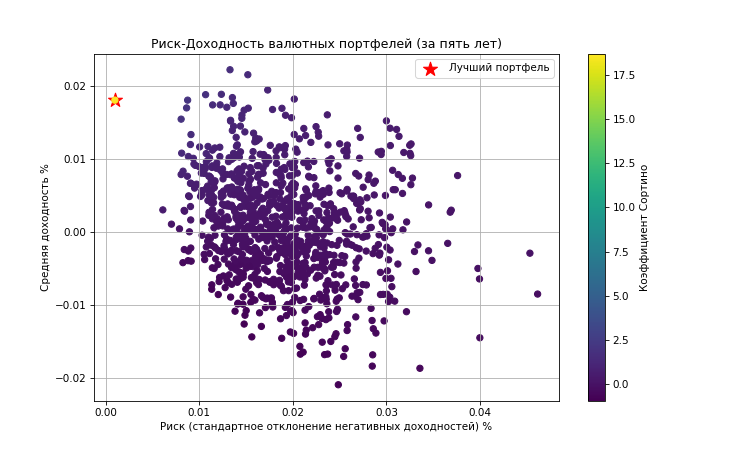 Риск-Доходность валютных портфелей (за пять лет)
Лучший портфель
Средняя доходность %
0.02
0.01
0.00
−0.01
−0.02
0.00 0.01 0.02 0.03 0.04
Риск (стандартное отклонение негативных доходностей) %
17.5
15.0
12.5
10.0
7.5
5.0
2.5
0.0
Коэффициент Сортино